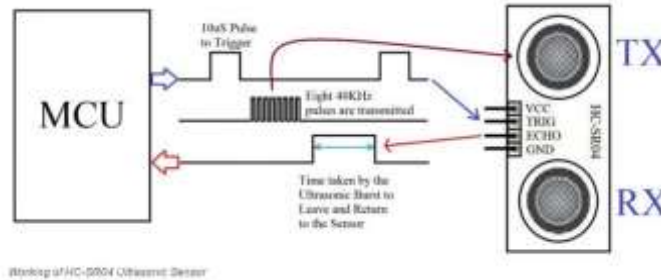 10uS Pulse
to Trigger
TX
MCU
Eight 40KHz
pulses are transmitted
VCC
TRIG
ECHO
GND
HC-SR04
Time taken by the
Ultrasonic Burst to
Leave and Return
to the Sensor
RX
Working of HC-SR04 Ultrasonic Sensor